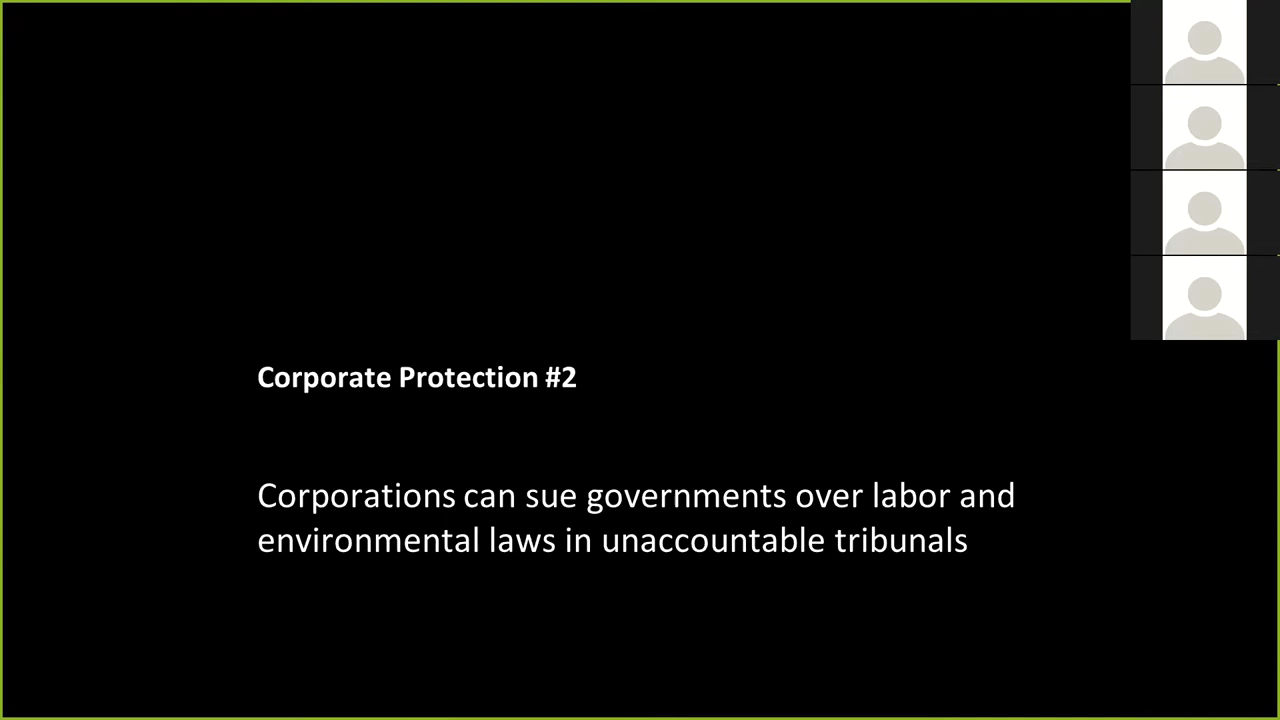 Corporate Protection #2
Corporations can sue governments over labor and
environmental laws in unaccountable tribunals